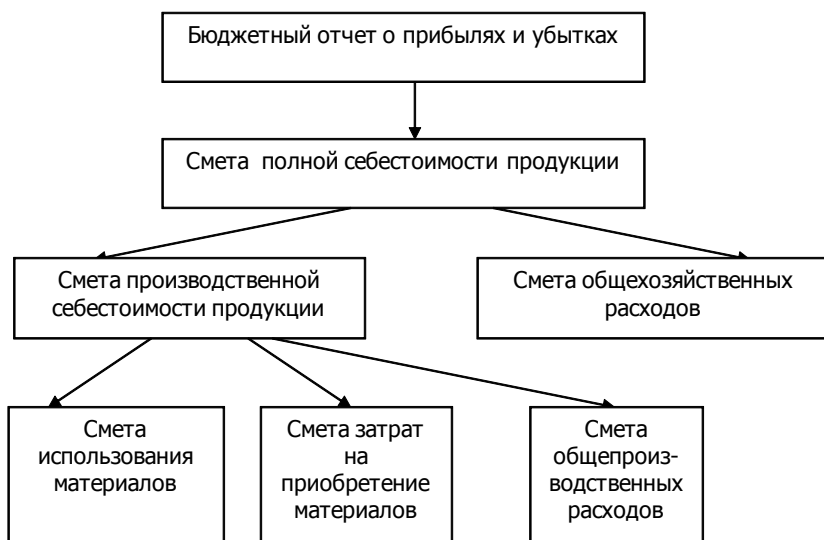 Бюджетный отчет о прибылях и убытках
Смета полной себестоимости продукции
Смета производственной
себестоимости продукции
Смета общехозяйственных
расходов
Смета
использования
материалов
Смета затрат
на
приобретение
материалов
Смета
общепроиз-
водственных
расходов